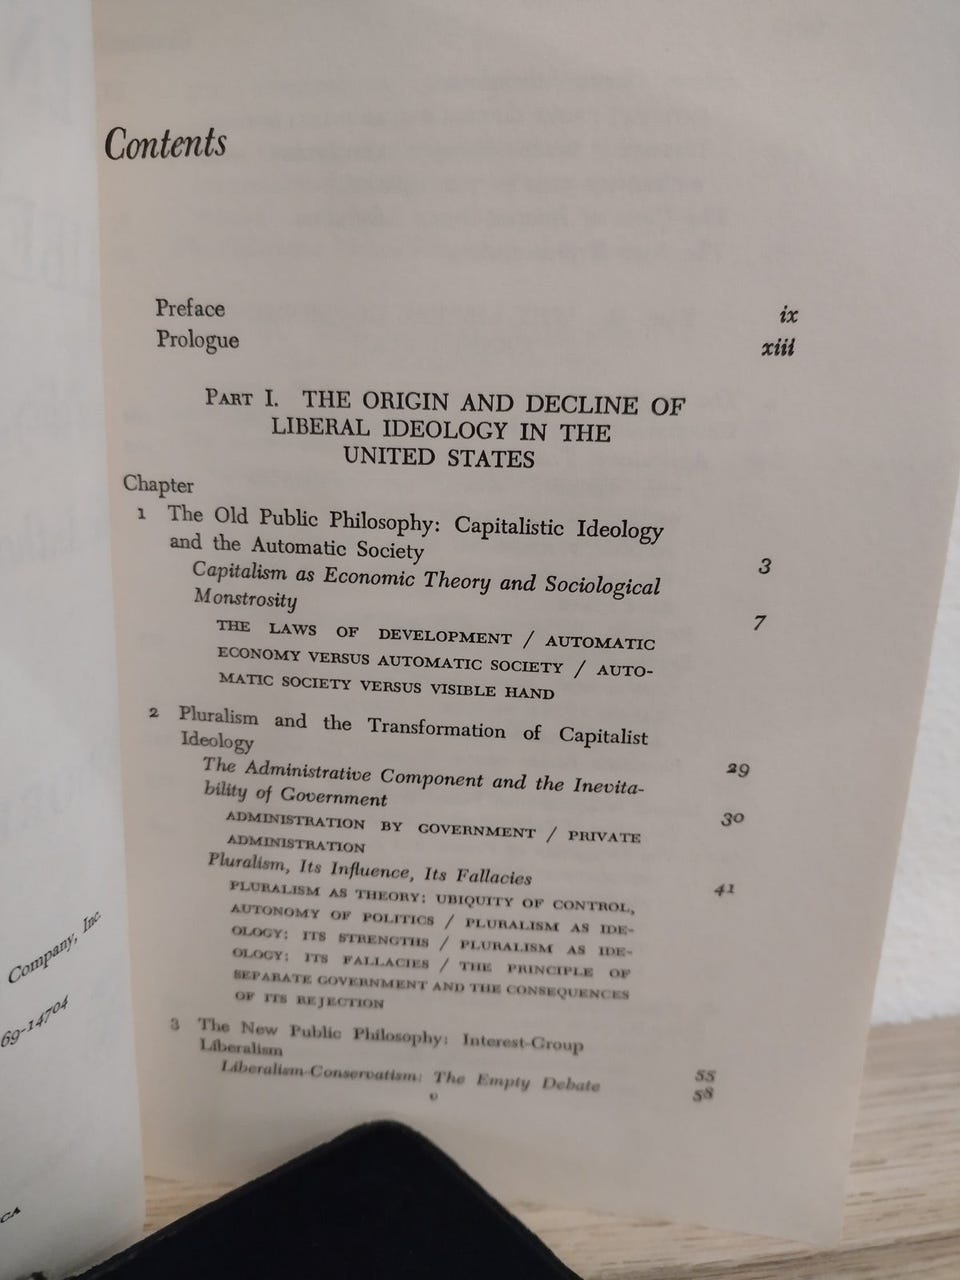 Contents
Preface ix
Prologue xiii
PART I. THE ORIGIN AND DECLINE OF
LIBERAL IDEOLOGY IN THE
UNITED STATES
Chapter
1 The Old Public Philosophy: Capitalistic Ideology
and the Automatic Society 3
Capitalism as Economic Theory and Sociological
Monstrosity 7
THE LAWS OF DEVELOPMENT / AUTOMATIC
ECONOMY VERSUS AUTOMATIC SOCIETY / AUTO-
MATIC SOCIETY VERSUS VISIBLE HAND
2 Pluralism and the Transformation of Capitalist
Ideology 29
The Administrative Component and the Inevita-
bility of Government 30
ADMINISTRATION BY GOVERNMENT / PRIVATE
ADMINISTRATION
Pluralism, Its Influence, Its Fallacies 41
PLURALISM AS THEORY: UBIQUITY OF CONTROL,
AUTONOMY OF POLITICS / PLURALISM AS IDE-
OLOGY: ITS STRENGTHS / PLURALISM AS IDE-
OLOGY: ITS FALLACIES / THE PRINCIPLE OF
SEPARATE GOVERNMENT AND THE CONSEQUENCES
OF ITS REJECTION
3 The New Public Philosophy: Interest-Group
Liberalism 55
Liberalism-Conservatism: The Empty Debate 58
v
Company, Inc.
69-14704
CA